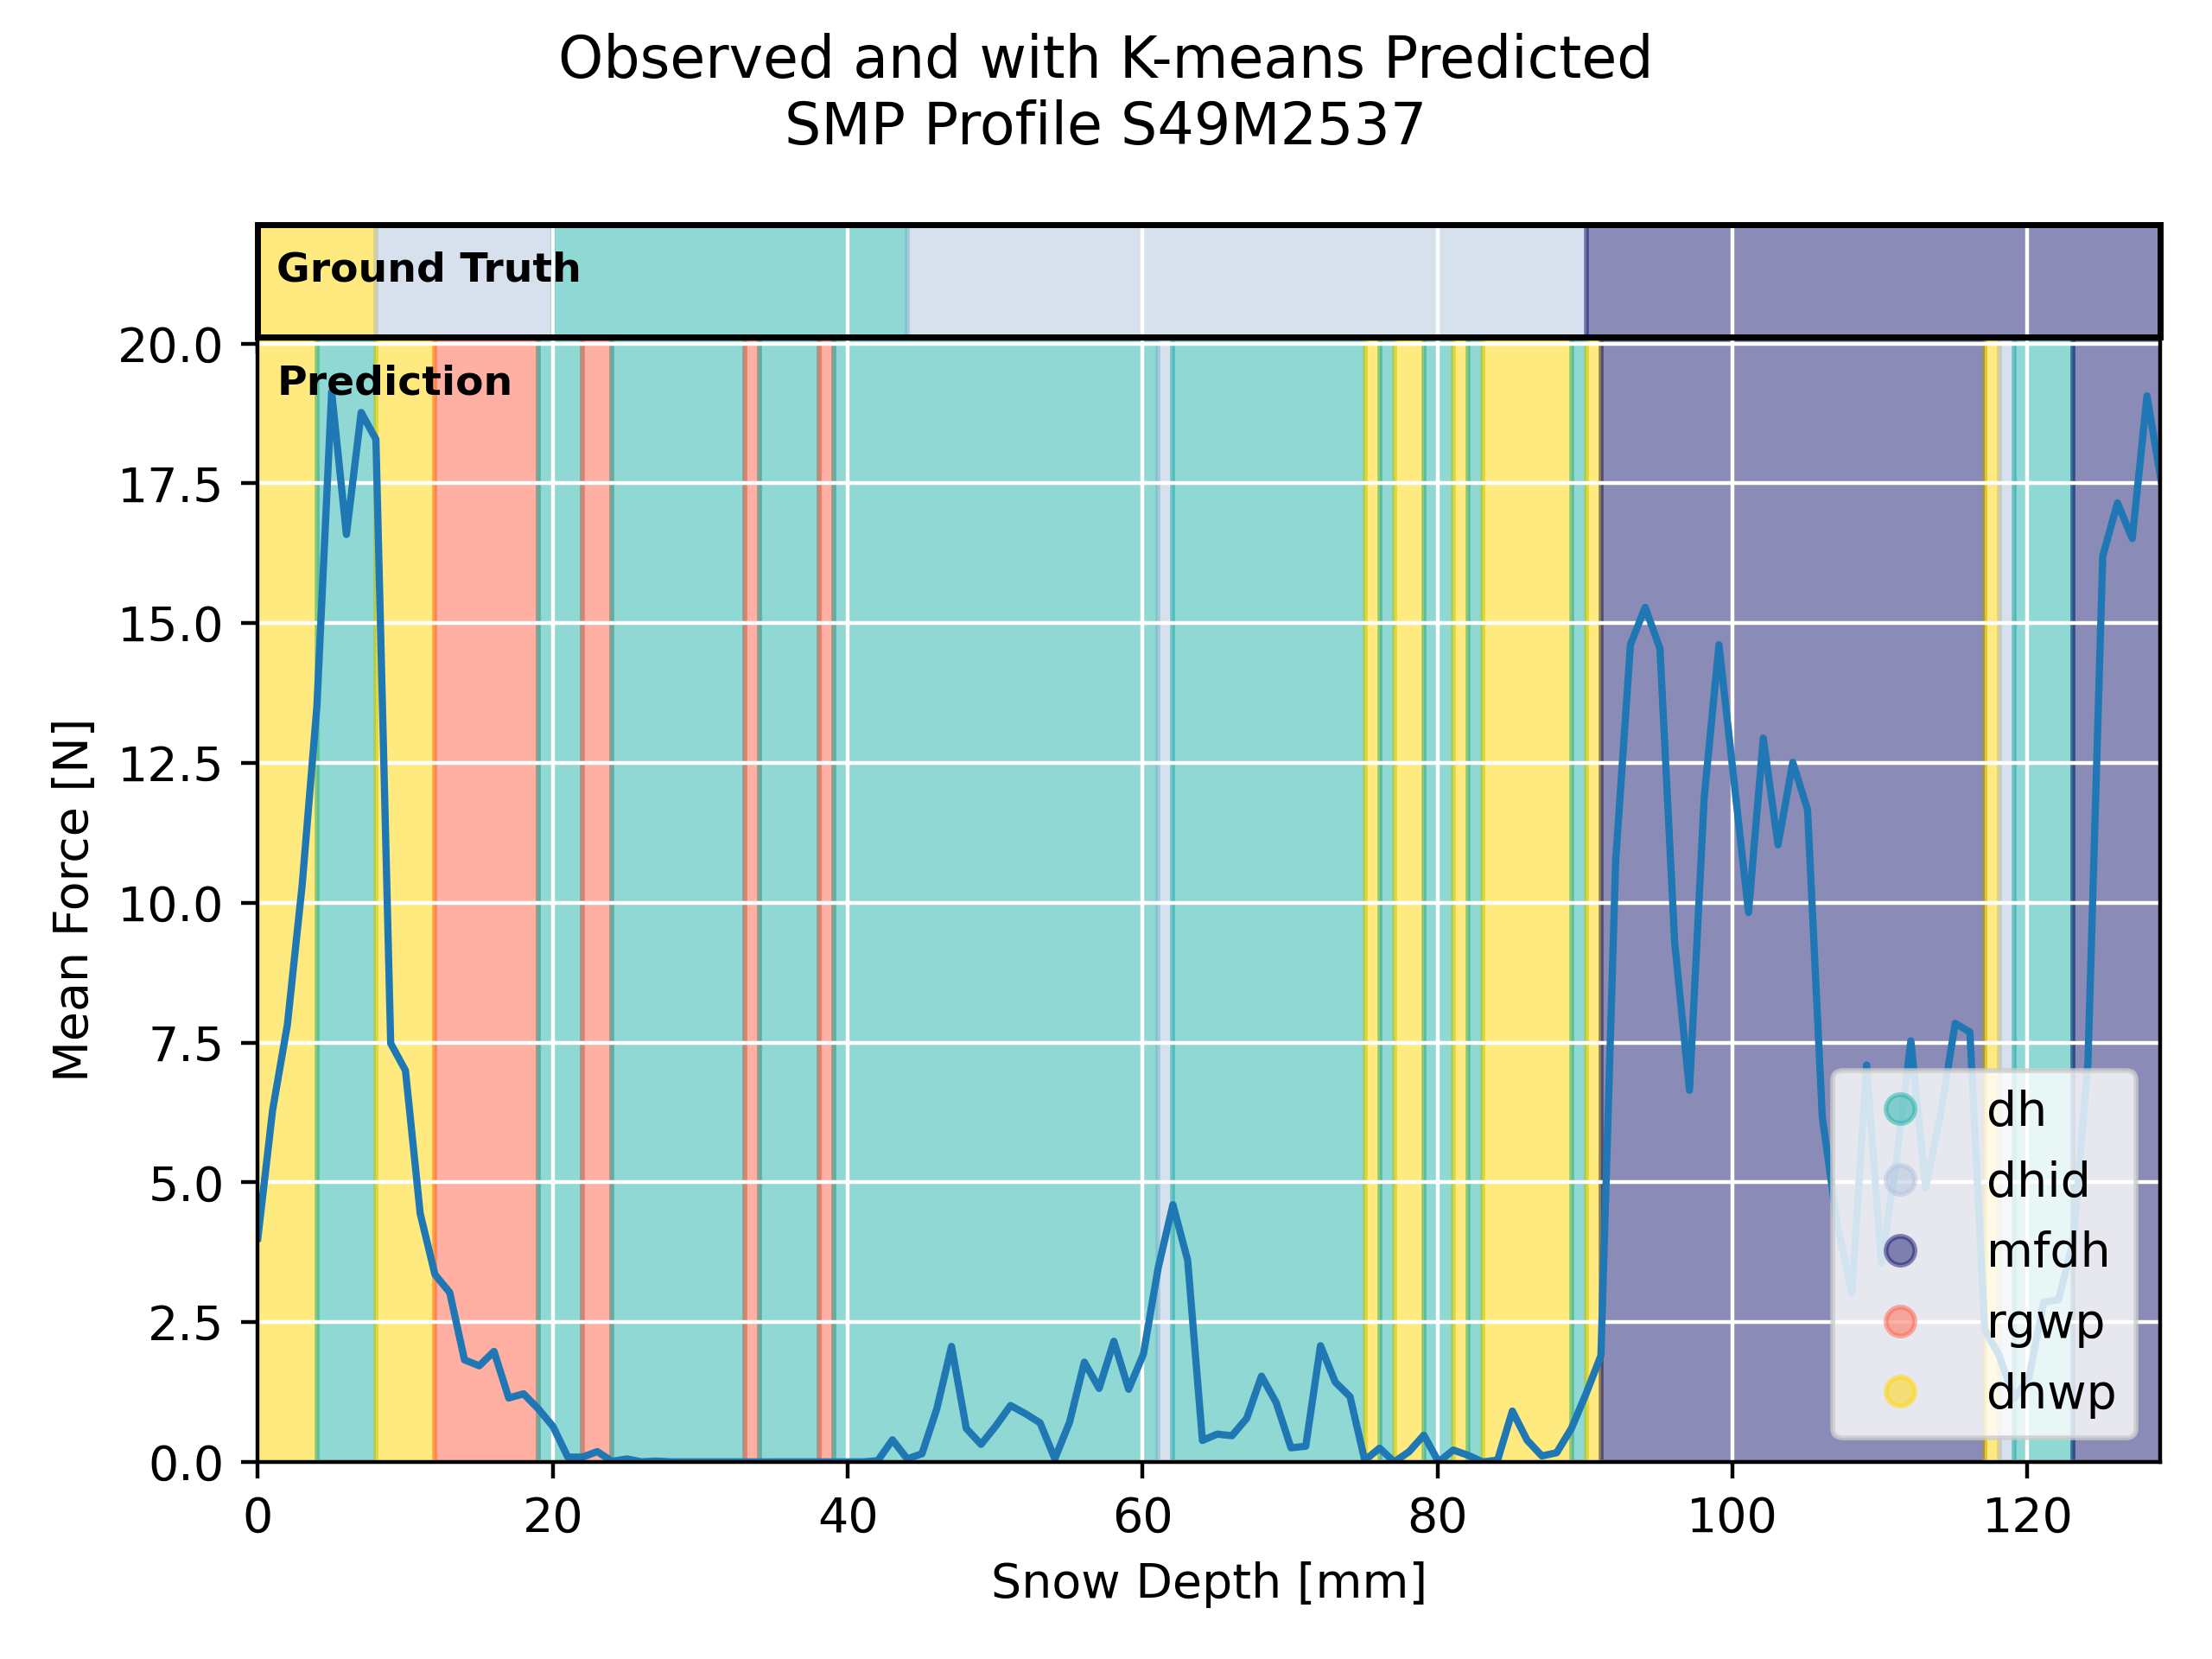 Observed and with K-means Predicted
SMP Profile S49M2537
Ground Truth
Prediction
20.0
17.5
15.0
12.5
10.0
7.5
5.0
2.5
0.0
Mean Force [N]
dh
dhid
mfdh
rgwp
dhwp
0 20 40 60 80 100 120
Snow Depth [mm]